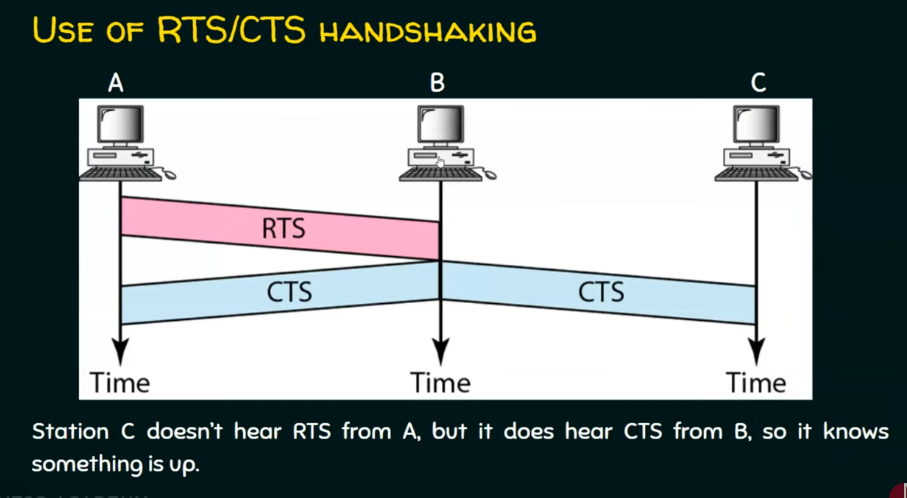 USE OF RTS/CTS HANDSHAKING
A B C
RTS
CTS CTS
Time Time Time
Station C doesn't hear RTS from A, but it does hear CTS from B, so it knows
something is up.